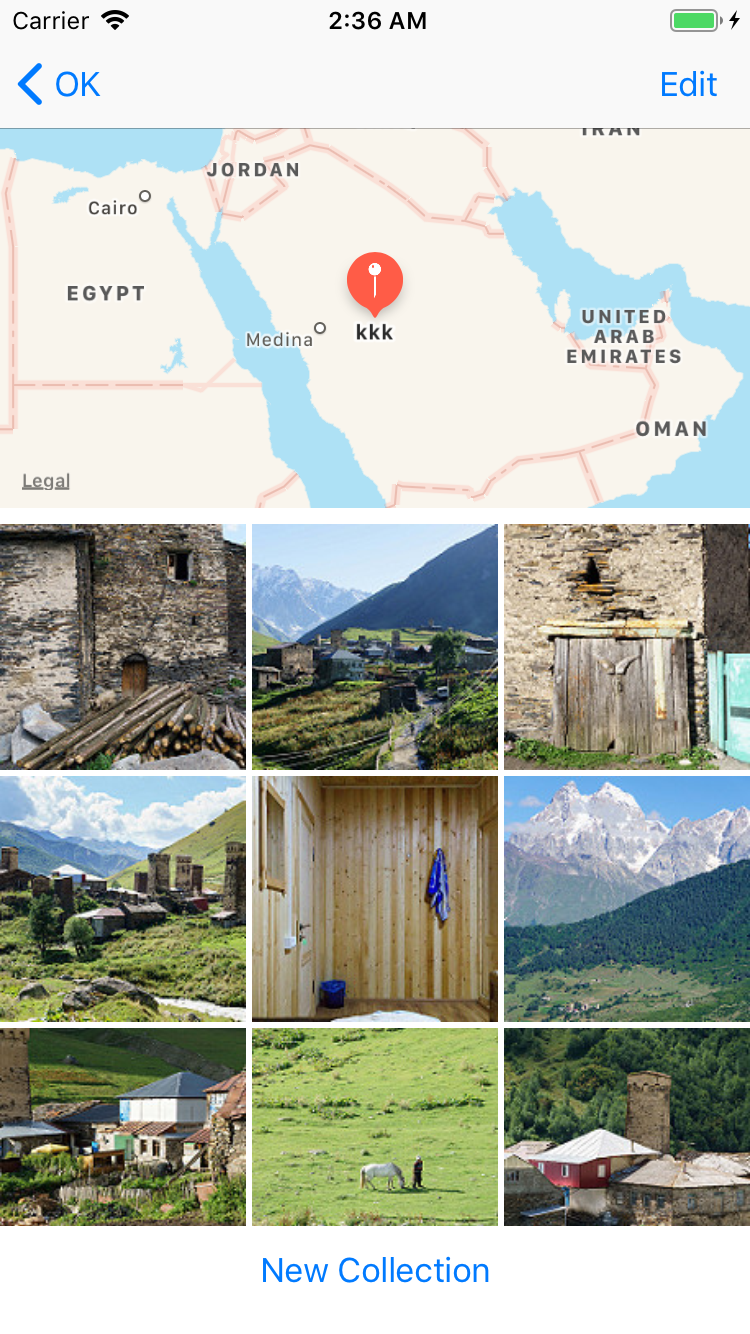 Carrier 2:36 AM
OK Edit
IRAN
JORDAN
Cairo
EGYPT
kkk
Medina
UNITED
ARAB
EMIRATES
OMAN
Legal
New Collection